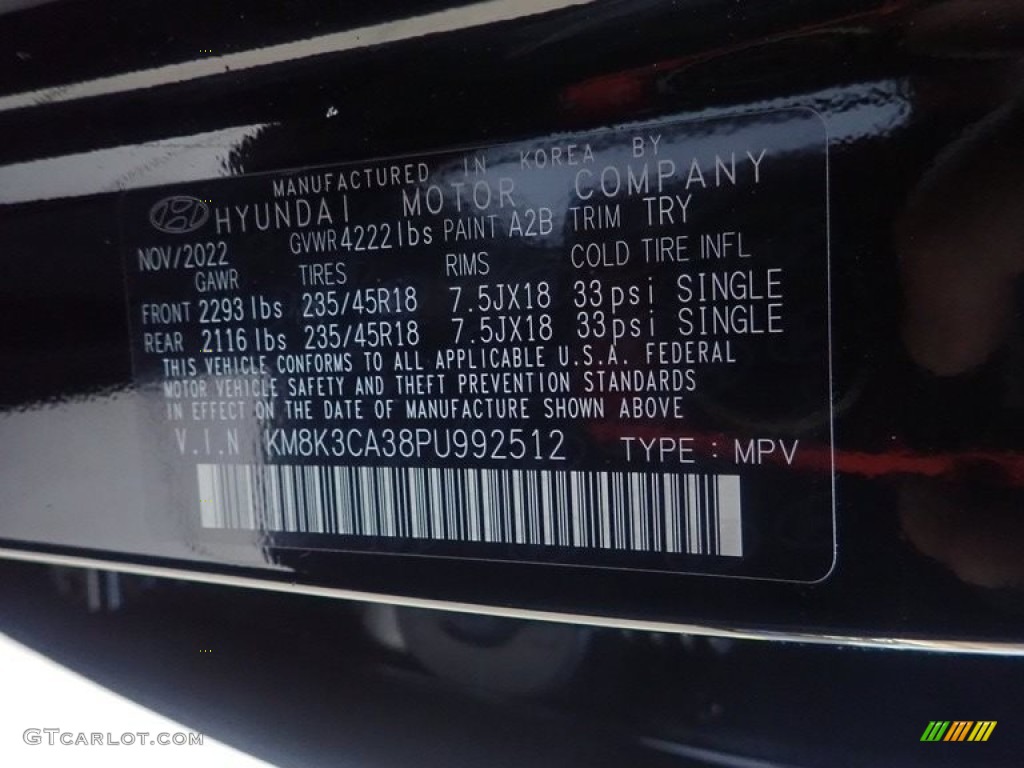 MANUFACTURED IN KOREA BY
HYUNDAI MOTOR COMPANY
NOV/2022 GVWR 4222 lbs PAINT A2B TRIM TRY
GAWR TIRES RIMS COLD TIRE INFL
FRONT 2293 lbs 235/45R18 7.5JX18 33psi SINGLE
REAR 2116 lbs 235/45R18 7.5JX18 33psi SINGLE
THIS VEHICLE CONFORMS TO ALL APPLICABLE U.S.A. FEDERAL
MOTOR VEHICLE SAFETY AND THEFT PREVENTION STANDARDS
IN EFFECT ON THE DATE OF MANUFACTURE SHOWN ABOVE
V.I.N KM8K3CA38PU992512 TYPE : MPV
GTCARLOT.COM